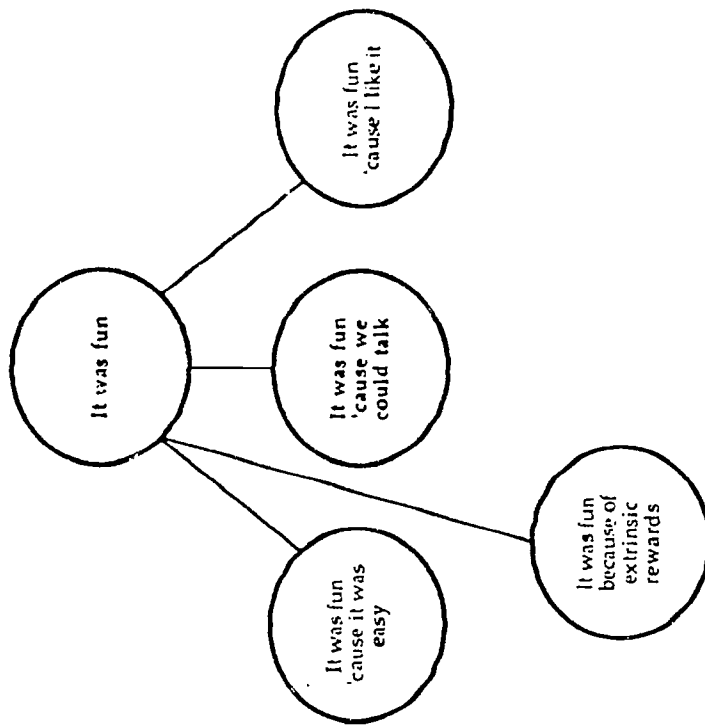 It was fun
It was fun
'cause it was
easy
It was fun
'cause we
could talk
It was fun
'cause I like it
It was fun
because of
extrinsic
rewards